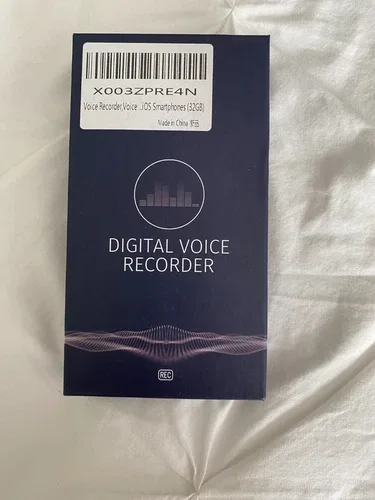 X003ZPRE4N
Voice Recorder,Voice ...iOS Smartphones (32GB)
Made in China
DIGITAL VOICE
RECORDER
REC